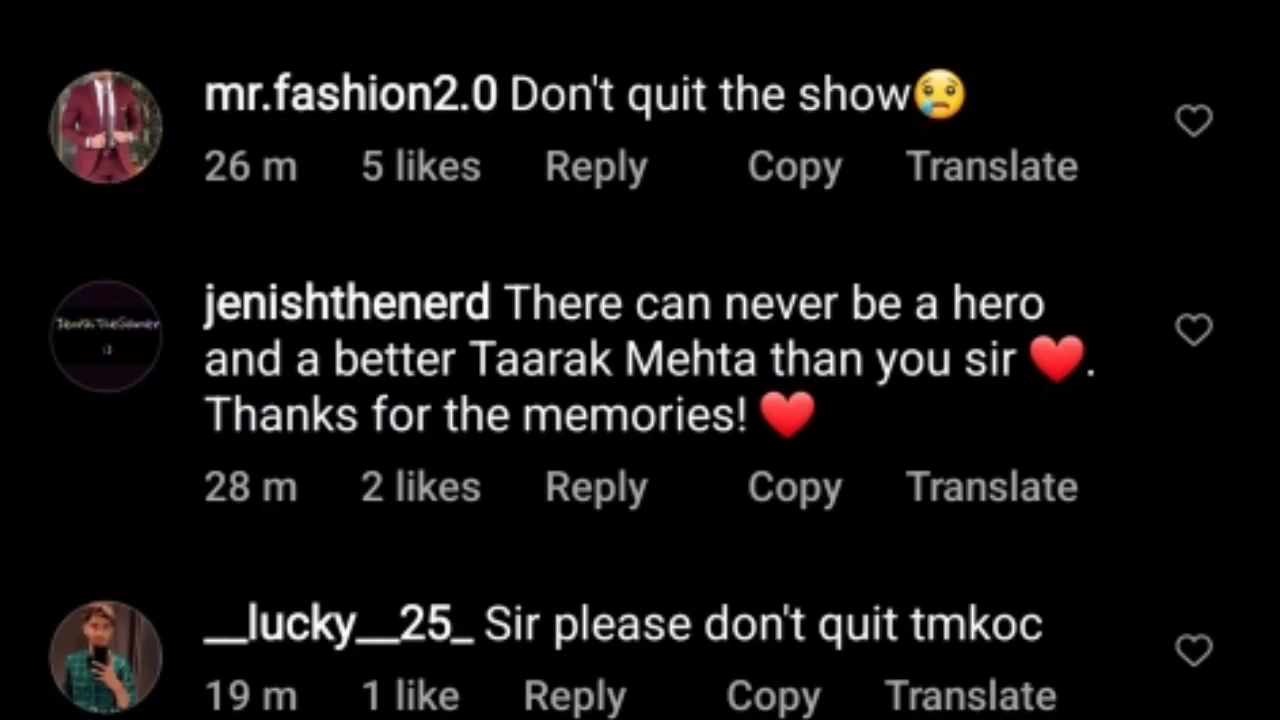 mr.fashion2.0 Don't quit the show😢
26 m 5 likes Reply Copy Translate
jenishthenerd There can never be a hero
and a better Taarak Mehta than you sir ❤️.
Thanks for the memories! ❤️
28 m 2 likes Reply Copy Translate
__lucky__25_ Sir please don't quit tmkoc
19 m 1 like Reply Copy Translate